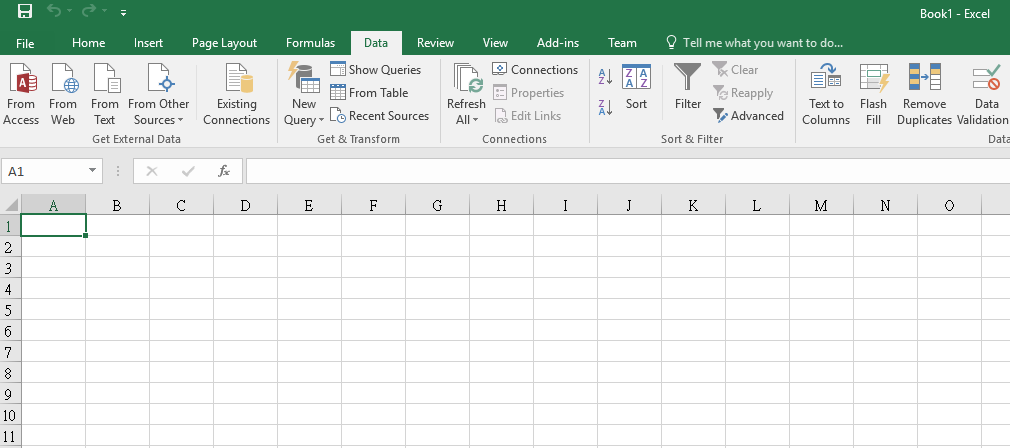 Book1 - Excel
File Home Insert Page Layout Formulas Data Review View Add-ins Team Tell me what you want to do...
From Access
From Web
From Text
From Other Sources
Existing Connections
Get External Data
New Query
Show Queries
From Table
Recent Sources
Get & Transform
Refresh All
Connections
Properties
Edit Links
Connections
Sort
Filter
Clear
Reapply
Advanced
Sort & Filter
Text to Columns
Flash Fill
Remove Duplicates
Data Validation
Data
A1 fx
A B C D E F G H I J K L M N O
1
2
3
4
5
6
7
8
9
10
11